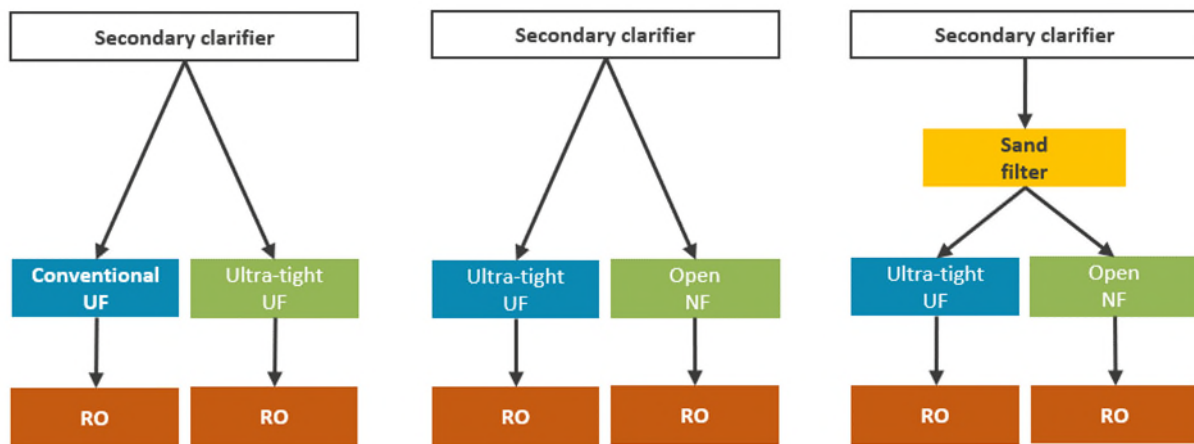 Secondary clarifier
Conventional
UF
Ultra-tight
UF
RO
RO
Secondary clarifier
Ultra-tight
UF
Open
NF
RO
RO
Secondary clarifier
Sand
filter
Ultra-tight
UF
Open
NF
RO
RO